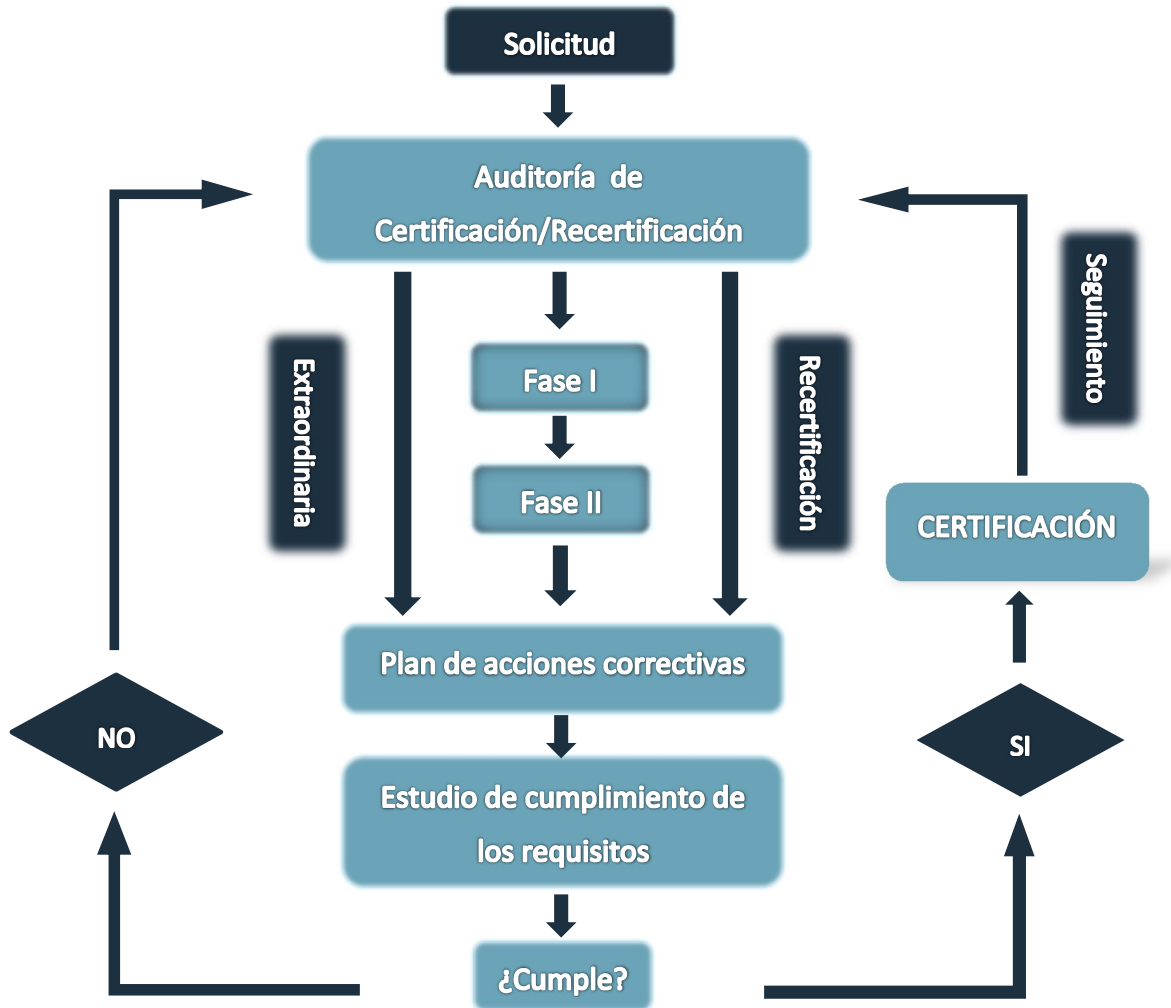 Solicitud
Auditoría de
Certificación/Recertificación
Extraordinaria
Fase I
Fase II
Recertificación
Seguimiento
CERTIFICACIÓN
Plan de acciones correctivas
NO
SI
Estudio de cumplimiento de
los requisitos
¿Cumple?